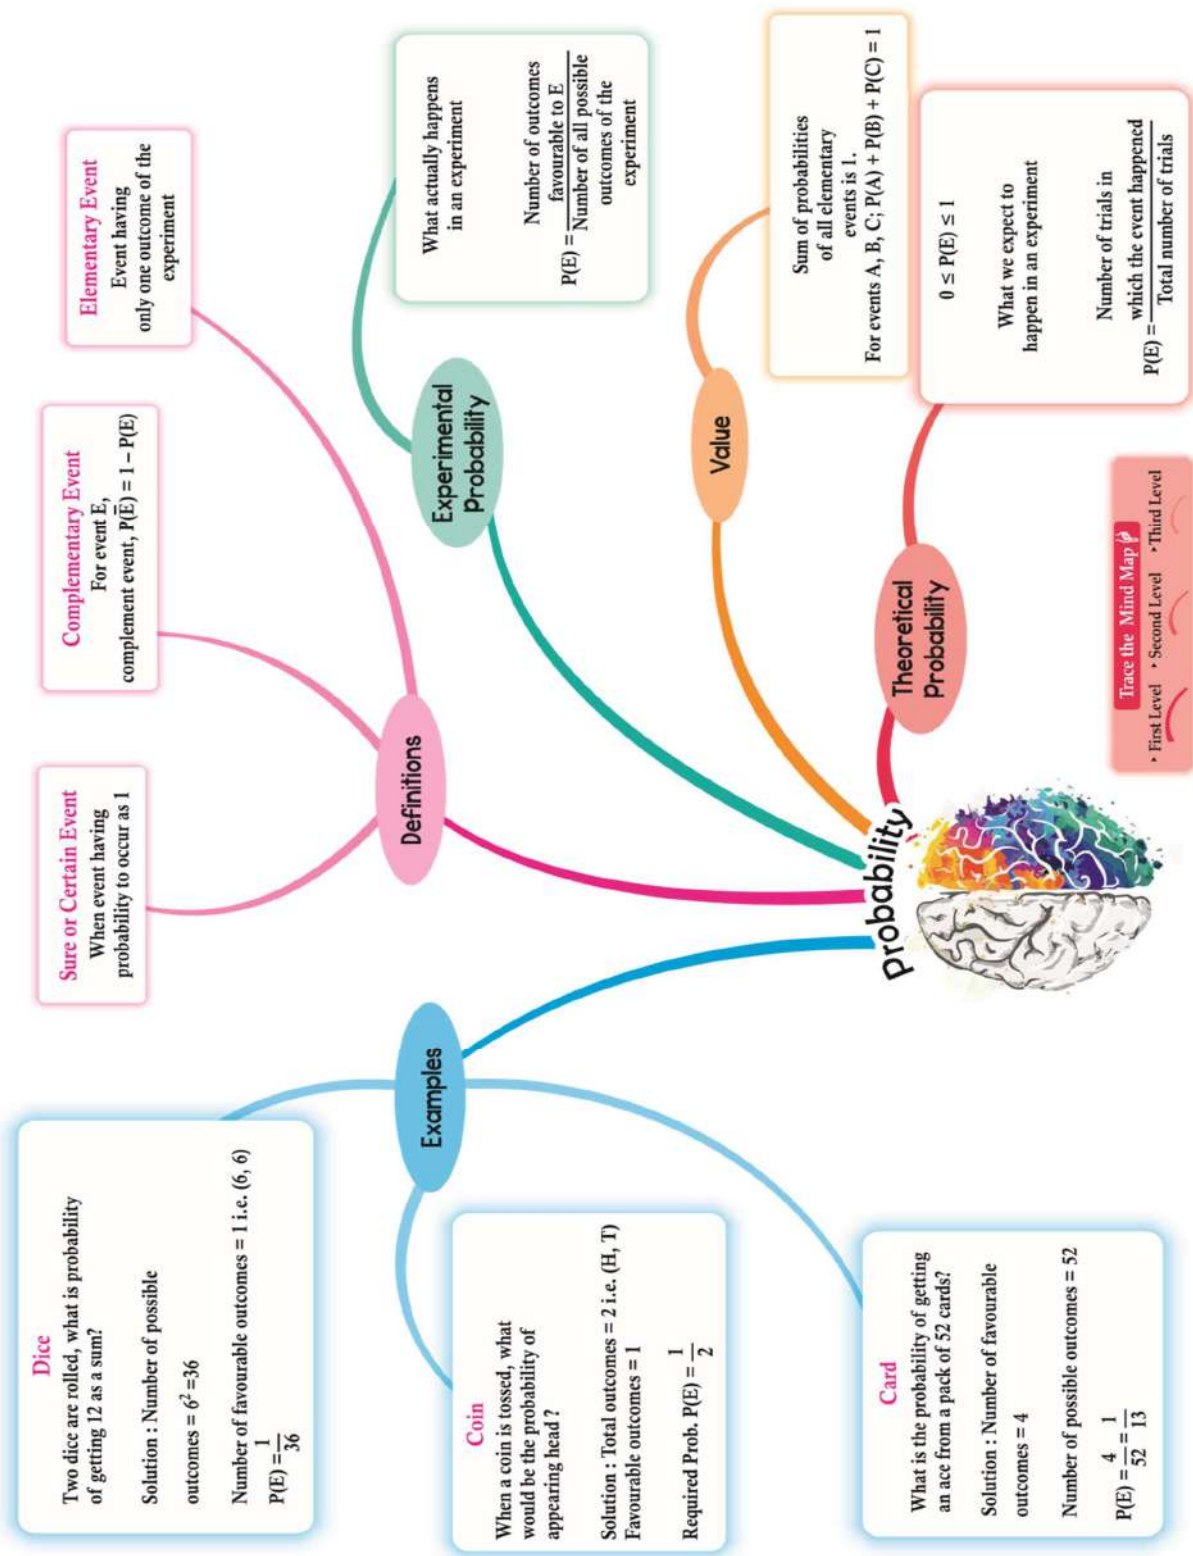 Dice
Two dice are rolled, what is probability
of getting 12 as a sum?
Solution : Number of possible
outcomes = 6² =36
Number of favourable outcomes = 1 i.e. (6, 6)
P(E) = 1/36
Coin
When a coin is tossed, what
would be the probability of
appearing head ?
Solution : Total outcomes = 2 i.e. (H, T)
Favourable outcomes = 1
Required Prob. P(E) = 1/2
Card
What is the probability of getting
an ace from a pack of 52 cards?
Solution : Number of favourable
outcomes = 4
Number of possible outcomes = 52
P(E) = 4/52 = 1/13
Examples
Sure or Certain Event
When event having
probability to occur as 1
Complementary Event
For event E,
complement event, P(E̅) = 1 – P(E)
Elementary Event
Event having
only one outcome of the
experiment
Definitions
Experimental
Probability
What actually happens
in an experiment
Number of outcomes
favourable to E
P(E) =
Number of all possible
outcomes of the
experiment
Value
Sum of probabilities
of all elementary
events is 1.
For events A, B, C; P(A) + P(B) + P(C) = 1
Theoretical
Probability
0 ≤ P(E) ≤ 1
What we expect to
happen in an experiment
Number of trials in
which the event happened
P(E) =
Total number of trials
Probability
Trace the Mind Map
‣ First Level ‣ Second Level ‣ Third Level